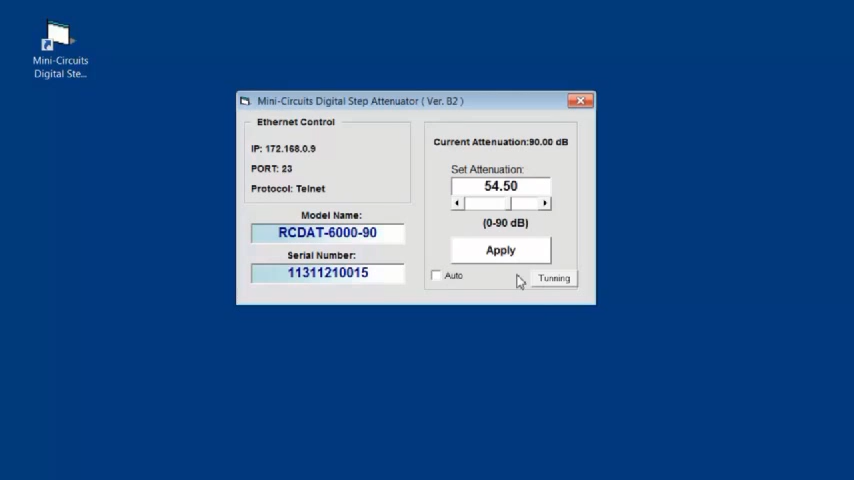 Mini-Circuits
Digital Ste...
Mini-Circuits Digital Step Attenuator ( Ver. B2 )
Ethernet Control
IP: 172.168.0.9
PORT: 23
Protocol: Telnet
Model Name:
RCDAT-6000-90
Serial Number:
11311210015
Current Attenuation:90.00 dB
Set Attenuation:
54.50
(0-90 dB)
Apply
Auto
Tunning